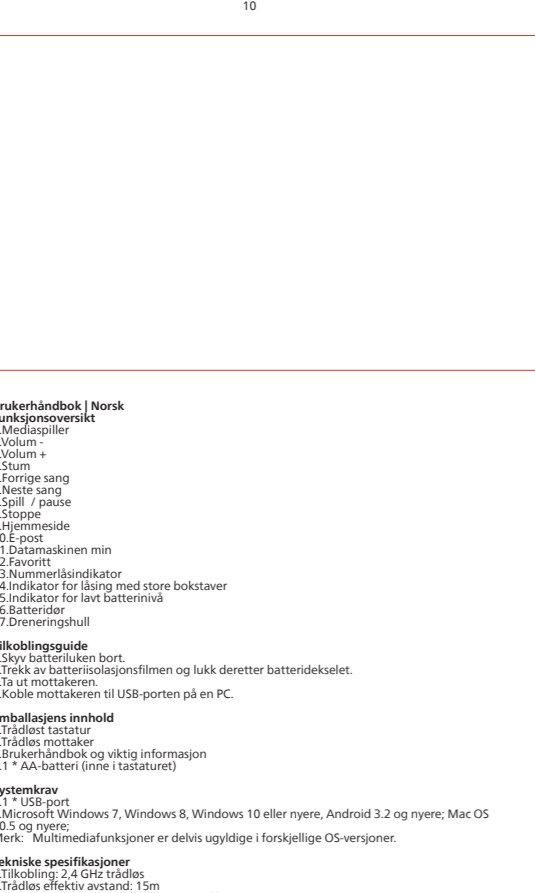 10
rukerhåndbok | Norsk
unksjonsoversikt
.Mediaspiller
.Volum -
.Volum +
.Stum
.Forrige sang
.Neste sang
.Spill / pause
.Stoppe
.Hjemmeside
0.E-post
1.Datamaskinen min
2.Favoritt
3.Nummerlåsindikator
4.Indikator for låsing med store bokstaver
5.Indikator for lavt batterinivå
6.Batteridør
7.Dreneringshull
ilkoblingsguide
.Skyv batteriluken bort.
.Trekk av batteriisolasjonsfilmen og lukk deretter batteridekselet.
.Ta ut mottakeren.
.Koble mottakeren til USB-porten på en PC.
mballasjens innhold
.Trådløst tastatur
.Trådløs mottaker
.Brukerhåndbok og viktig informasjon
.1 * AA-batteri (inne i tastaturet)
ystemkrav
.1 * USB-port
.Microsoft Windows 7, Windows 8, Windows 10 eller nyere, Android 3.2 og nyere; Mac OS
0.5 og nyere;
Merk: Multimediafunksjoner er delvis ugyldige i forskjellige OS-versjoner.
ekniske spesifikasjoner
.Tilkobling: 2,4 GHz trådløs
.Trådløs effektiv avstand: 15m